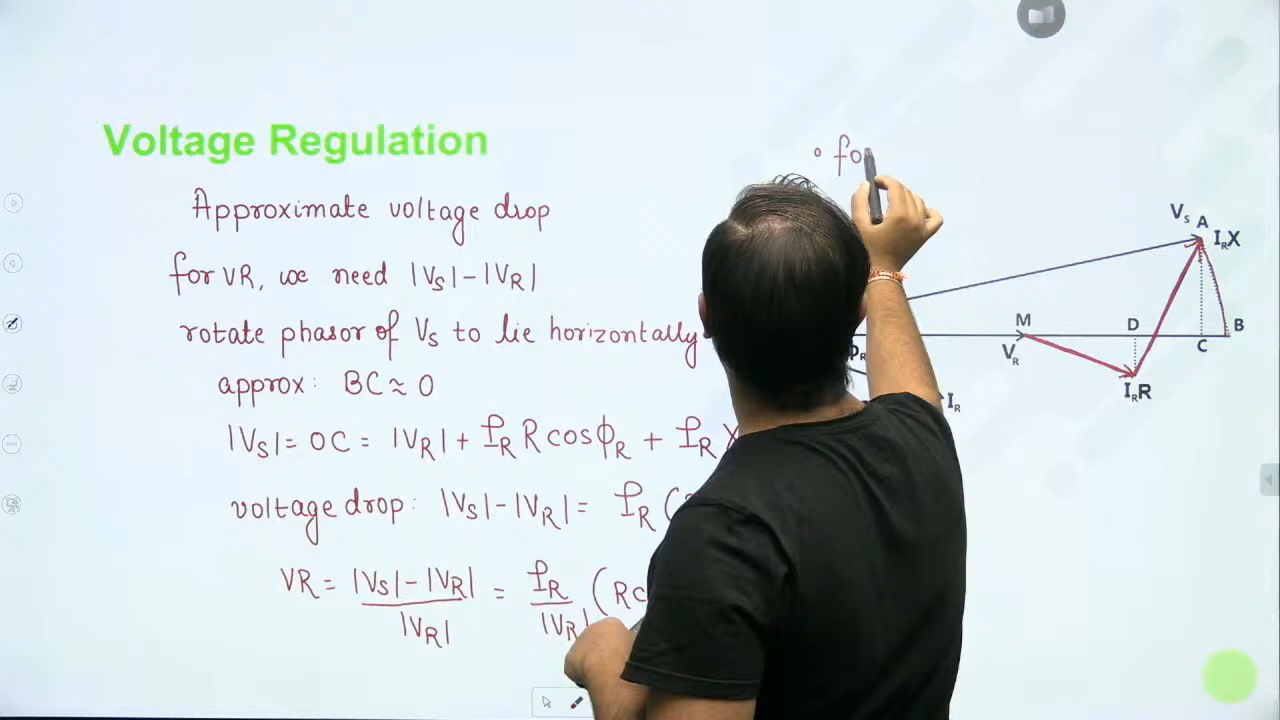 Voltage Regulation
Approximate voltage drop
for VR, we need |VS|-|VR|
rotate phasor of VS to lie horizontally
approx: BC≈0
|VS|= OC = |VR|+ IR R cosϕR + IR X
voltage drop: |VS|-|VR|= IR (
VR = |VS|-|VR| / |VR| = IR / |VR| (Rc
∘ fo
VS A
IRX
M
D
B
C
ϕR
VR
IRR
IR